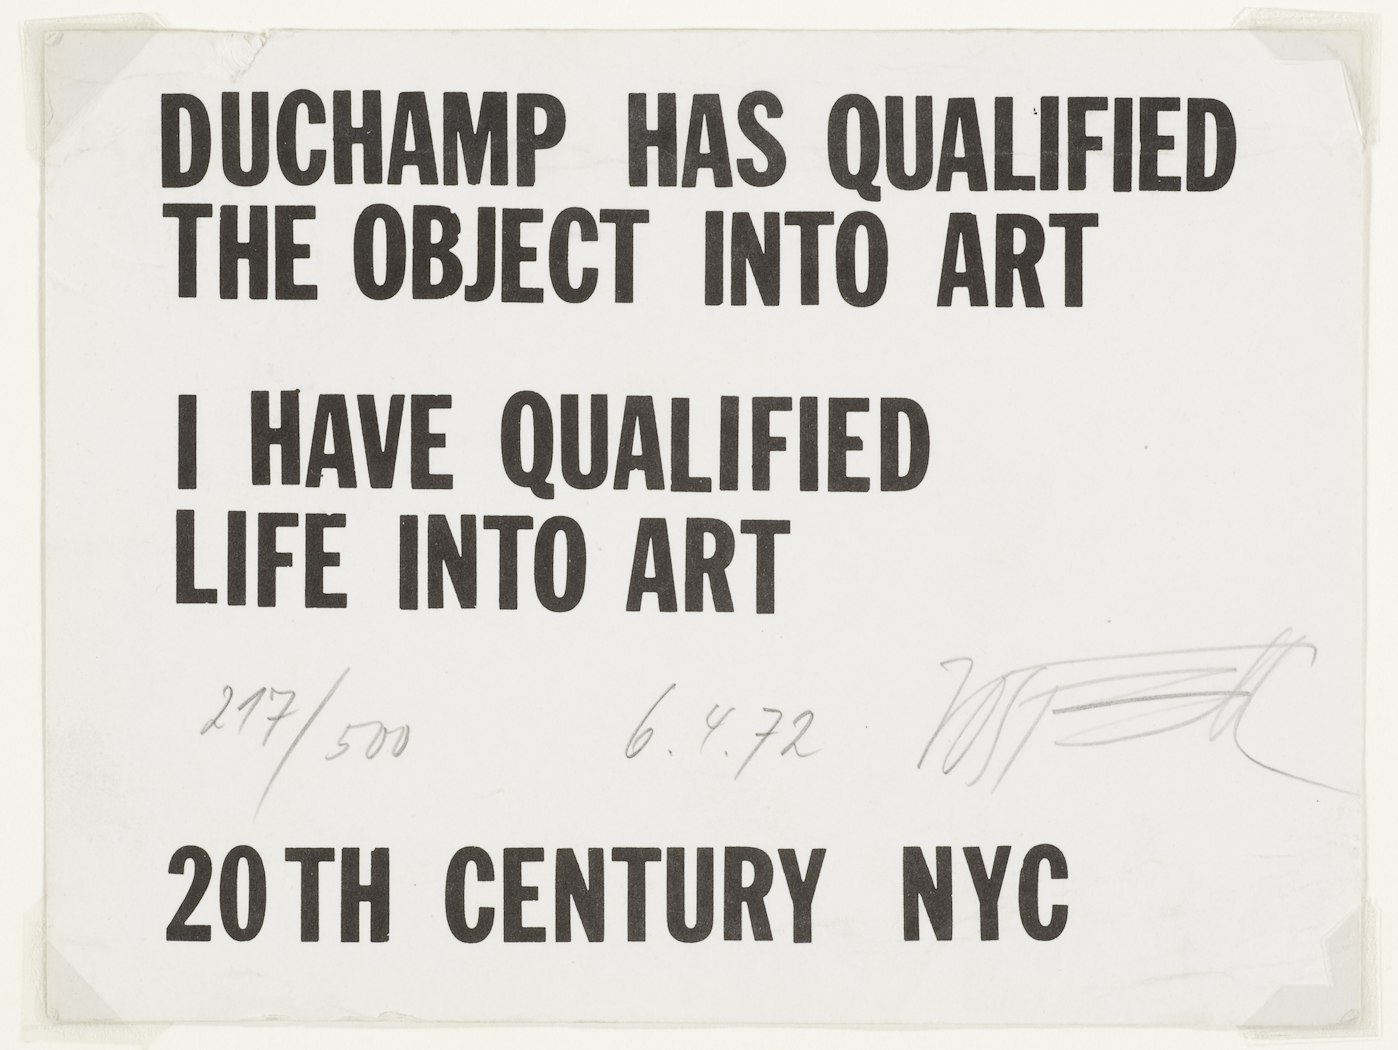 DUCHAMP HAS QUALIFIED
THE OBJECT INTO ART
I HAVE QUALIFIED
LIFE INTO ART
217/500 6.4.72
20TH CENTURY NYC